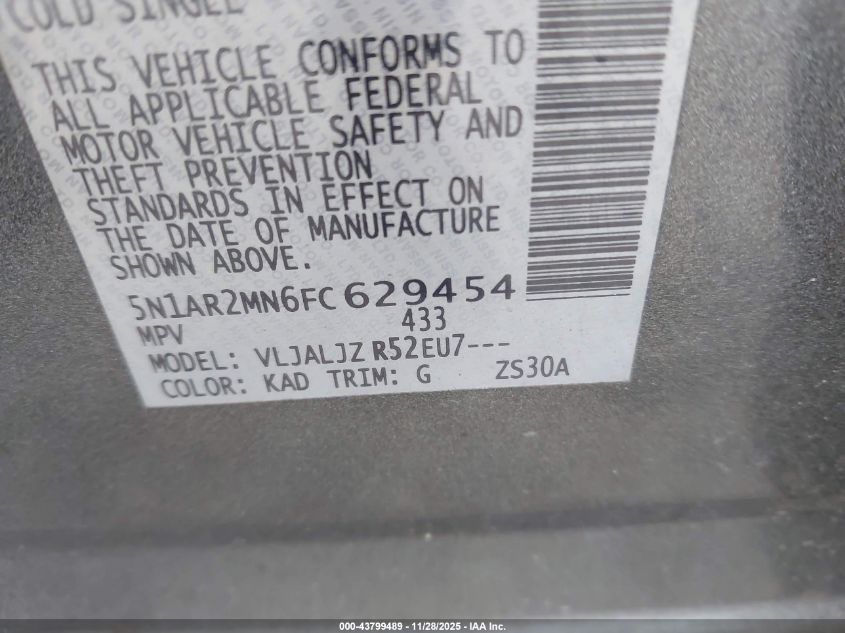 COLD SINGLE
THIS VEHICLE CONFORMS TO
ALL APPLICABLE FEDERAL
MOTOR VEHICLE SAFETY AND
THEFT PREVENTION
STANDARDS IN EFFECT ON
THE DATE OF MANUFACTURE
SHOWN ABOVE.
5N1AR2MN6FC629454
MPV 433
MODEL: VLJALJZ R52EU7---
COLOR: KAD TRIM: G ZS30A
000-43799489 - 11/28/2025 - IAA Inc.